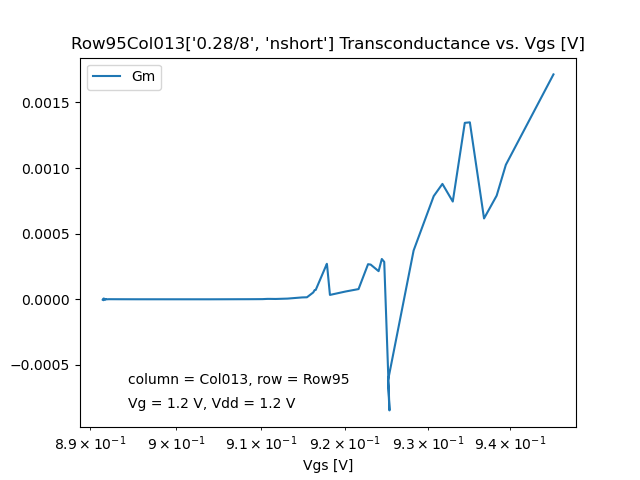 Row95Col013['0.28/8', 'nshort'] Transconductance vs. Vgs [V]
Gm
0.0015
0.0010
0.0005
0.0000
−0.0005
column = Col013, row = Row95
Vg = 1.2 V, Vdd = 1.2 V
8.9 × 10⁻¹ 9 × 10⁻¹ 9.1 × 10⁻¹ 9.2 × 10⁻¹ 9.3 × 10⁻¹ 9.4 × 10⁻¹
Vgs [V]